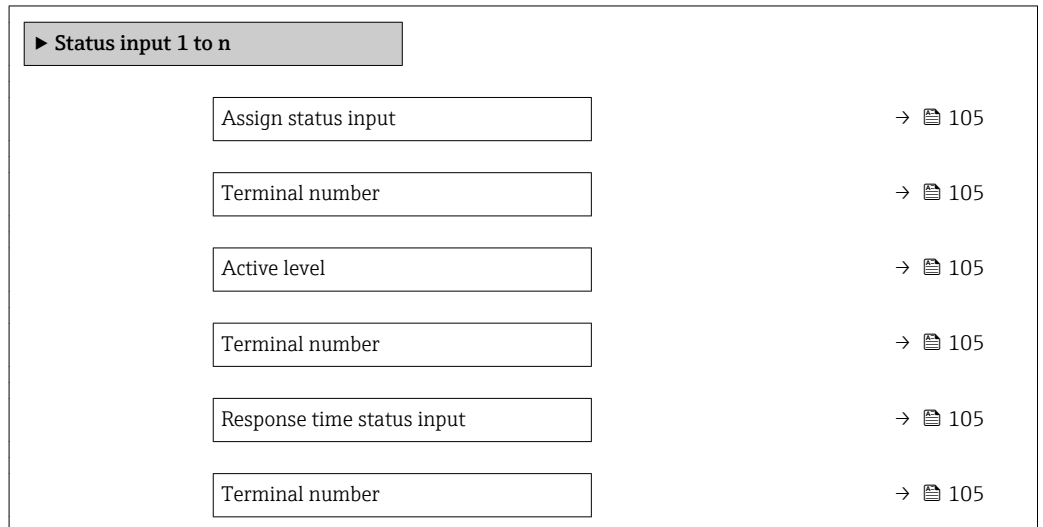 ► Status input 1 to n
Assign status input → 105
Terminal number → 105
Active level → 105
Terminal number → 105
Response time status input → 105
Terminal number → 105